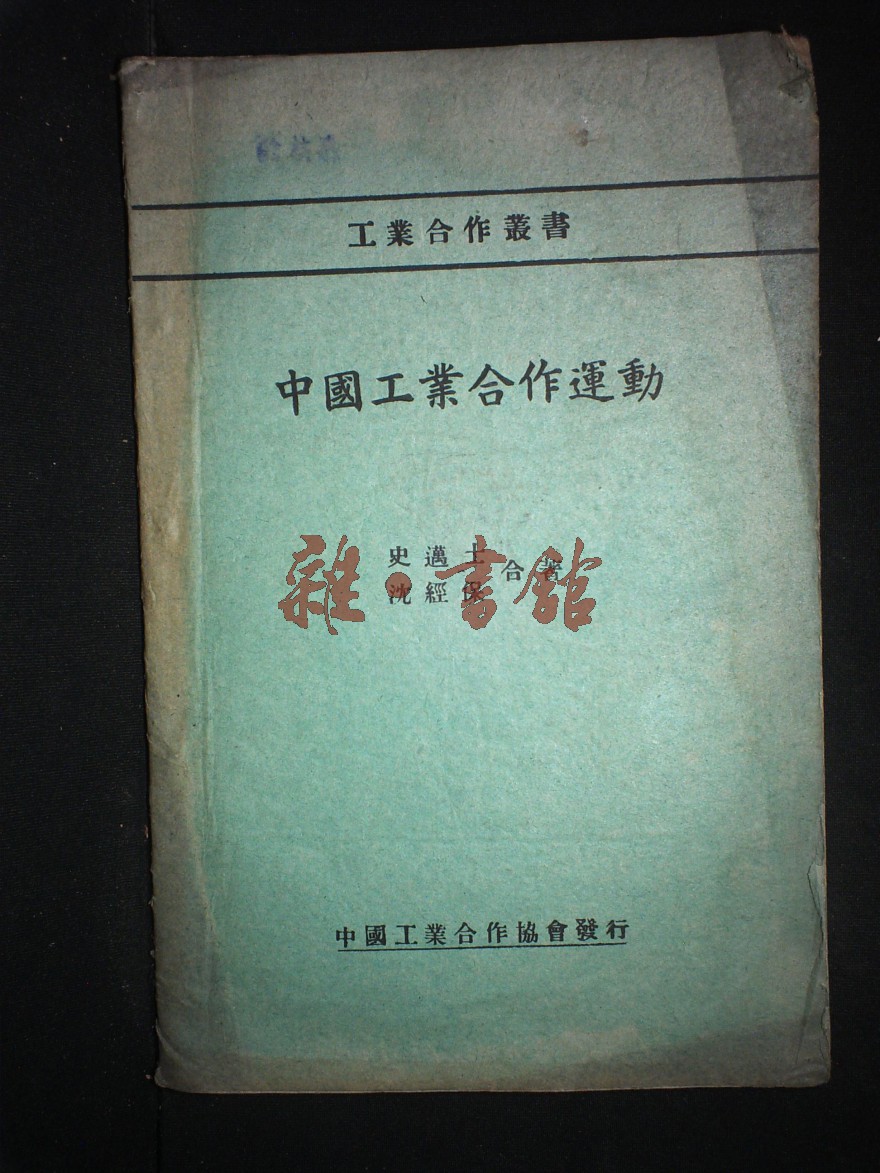 工業合作叢書
中國工業合作運動
史邁士
沈經保
合著
雜·書館
中國工業合作協會發行